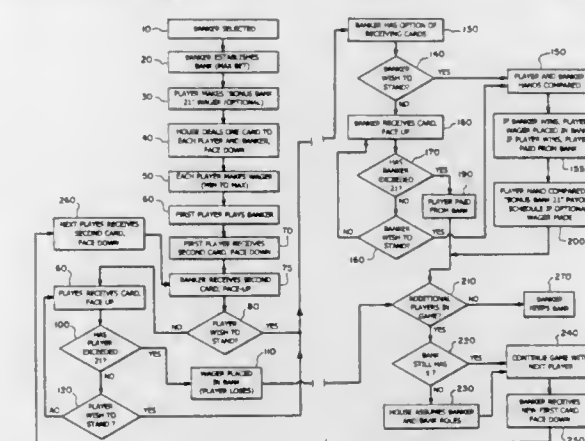 10
BANKER SELECTED
20
BANKER ESTABLISHES
BANK (MAX BET)
30
PLAYER MAKES "BONUS BANK
21" WAGER (OPTIONAL)
40
HOUSE DEALS ONE CARD TO
EACH PLAYER AND BANKER,
FACE DOWN
50
EACH PLAYER MAKES WAGER
(MIN TO MAX)
60
FIRST PLAYER PLAYS BANKER
70
FIRST PLAYER RECEIVES
SECOND CARD, FACE DOWN
75
BANKER RECEIVES SECOND
CARD, FACE-UP
260
NEXT PLAYER RECEIVES
SECOND CARD,
FACE DOWN
80
PLAYER
WISH TO
STAND?
NO
YES
PLAYER RECEIVES CARD,
FACE UP
100
HAS
PLAYER
EXCEEDED
21?
YES
NO
110
WAGER PLACED
IN BANK
(PLAYER LOSES)
120
PLAYER
WISH TO
STAND?
YES
130
BANKER HAS OPTION OF
RECEIVING CARDS
140
BANKER
WISH TO
STAND?
YES
NO
BANKER RECEIVES CARD,
FACE UP
170
HAS
BANKER
EXCEEDED
21?
YES
NO
190
PLAYER PAID
FROM BANK
BANKER
WISH TO
STAND?
NO
YES
150
PLAYER AND BANKER
HANDS COMPARED
IF BANKER WINS, PLAYER
WAGER PLACED IN BANK
IF PLAYER WINS, PLAYER
PAID FROM BANK
155
PLAYER HAND COMPARED
"BONUS BANK 21" PAYOU
SCHEDULE IF OPTIONAL
WAGER MADE
200
210
ADDITIONAL
PLAYERS IN
GAME?
NO
YES
270
BANKER
KEEPS BANK
220
BANK
STILL HAS
YES
NO
230
HOUSE ASSUMES BANKER
AND BANK ROLES
240
CONTINUE GAME WITH
NEXT PLAYER
BANKER RECEIVES
NEW FIRST CARD
FACE DOWN
250